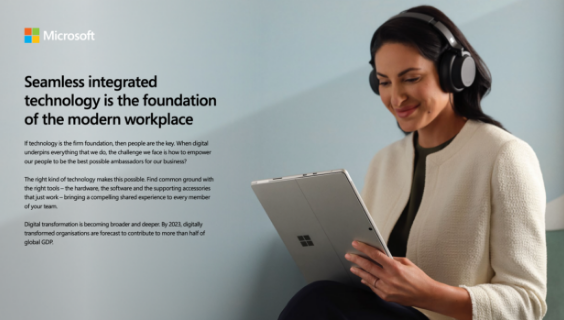 Microsoft
Seamless integrated
technology is the foundation
of the modern workplace
If technology is the firm foundation, then people are the key. When digital
underpins everything that we do, the challenge we face is how to empower
our people to be the best possible ambassadors for our business?
The right kind of technology makes this possible. Find common ground with
the right tools – the hardware, the software and the supporting accessories
that just work – bringing a compelling shared experience to every member
of your team.
Digital transformation is becoming broader and deeper. By 2023, digitally
transformed organisations are forecast to contribute to more than half of
global GDP.